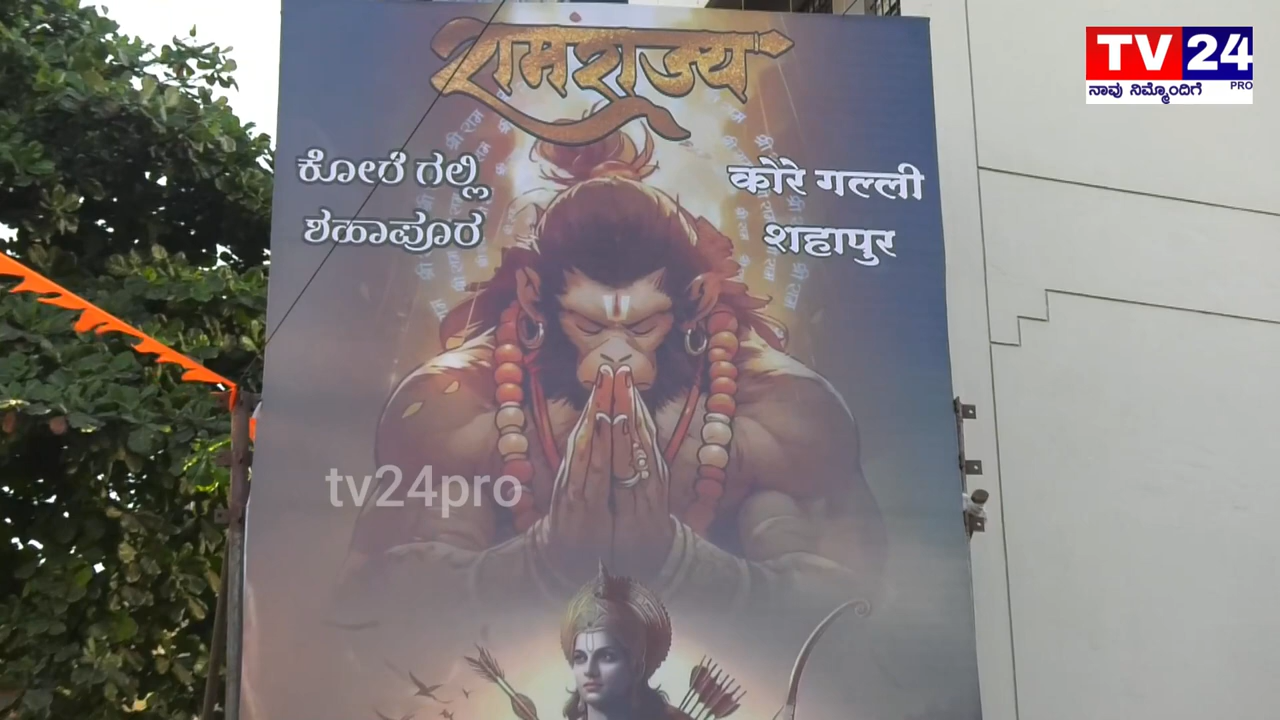 रामराज्य
ಕೋರೆ ಗಲ್ಲಿ
ಶಹಾಪೂರ
कोरे गल्ली
शहापुर
TV 24
PRO
ನಾವು ನಿಮ್ಮೊಂದಿಗೆ
tv24pro
श्री राम